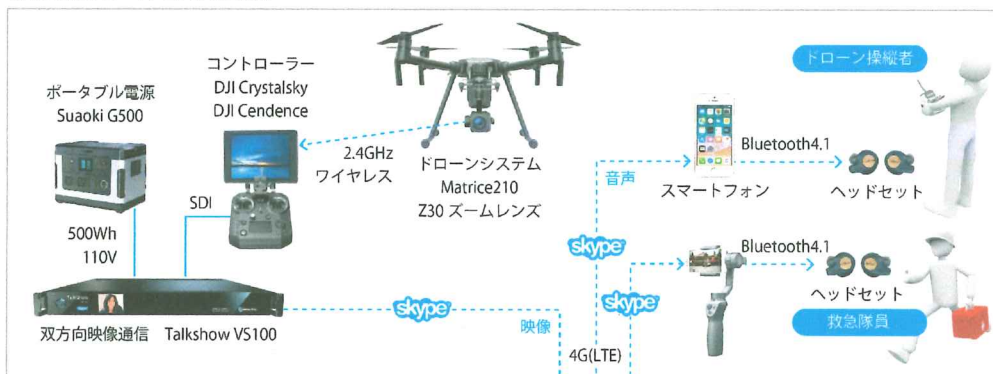 ポータブル電源
Suaoki G500
コントローラー
DJI Crystalsky
DJI Cendence
2.4GHz
ワイヤレス
ドローンシステム
Matrice210
Z30 ズームレンズ
500Wh
110V
SDI
双方向映像通信 Talkshow VS100
skype
映像
4G(LTE)
skype
音声
skype
スマートフォン
Bluetooth4.1
ヘッドセット
ドローン操縦者
Bluetooth4.1
ヘッドセット
救急隊員